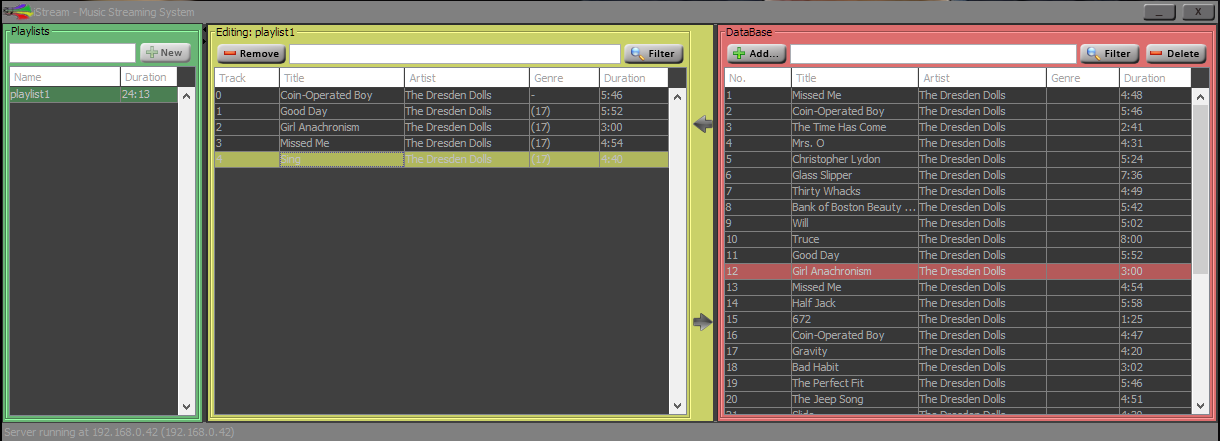 iStream - Music Streaming System
_ X
Playlists
New
Name Duration
playlist1 24:13
Editing: playlist1
Remove Filter
Track Title Artist Genre Duration
0 Coin-Operated Boy The Dresden Dolls - 5:46
1 Good Day The Dresden Dolls (17) 5:52
2 Girl Anachronism The Dresden Dolls (17) 3:00
3 Missed Me The Dresden Dolls (17) 4:54
4 Sing The Dresden Dolls (17) 4:40
DataBase
Add... Filter Delete
No. Title Artist Genre Duration
1 Missed Me The Dresden Dolls 4:48
2 Coin-Operated Boy The Dresden Dolls 5:46
3 The Time Has Come The Dresden Dolls 2:41
4 Mrs. O The Dresden Dolls 4:31
5 Christopher Lydon The Dresden Dolls 5:24
6 Glass Slipper The Dresden Dolls 7:36
7 Thirty Whacks The Dresden Dolls 4:49
8 Bank of Boston Beauty ... The Dresden Dolls 5:42
9 Will The Dresden Dolls 5:02
10 Truce The Dresden Dolls 8:00
11 Good Day The Dresden Dolls 5:52
12 Girl Anachronism The Dresden Dolls 3:00
13 Missed Me The Dresden Dolls 4:54
14 Half Jack The Dresden Dolls 5:58
15 672 The Dresden Dolls 1:25
16 Coin-Operated Boy The Dresden Dolls 4:47
17 Gravity The Dresden Dolls 4:20
18 Bad Habit The Dresden Dolls 3:02
19 The Perfect Fit The Dresden Dolls 5:46
20 The Jeep Song The Dresden Dolls 4:51
21 Slide The Dresden Dolls
Server running at 192.168.0.42 (192.168.0.42)